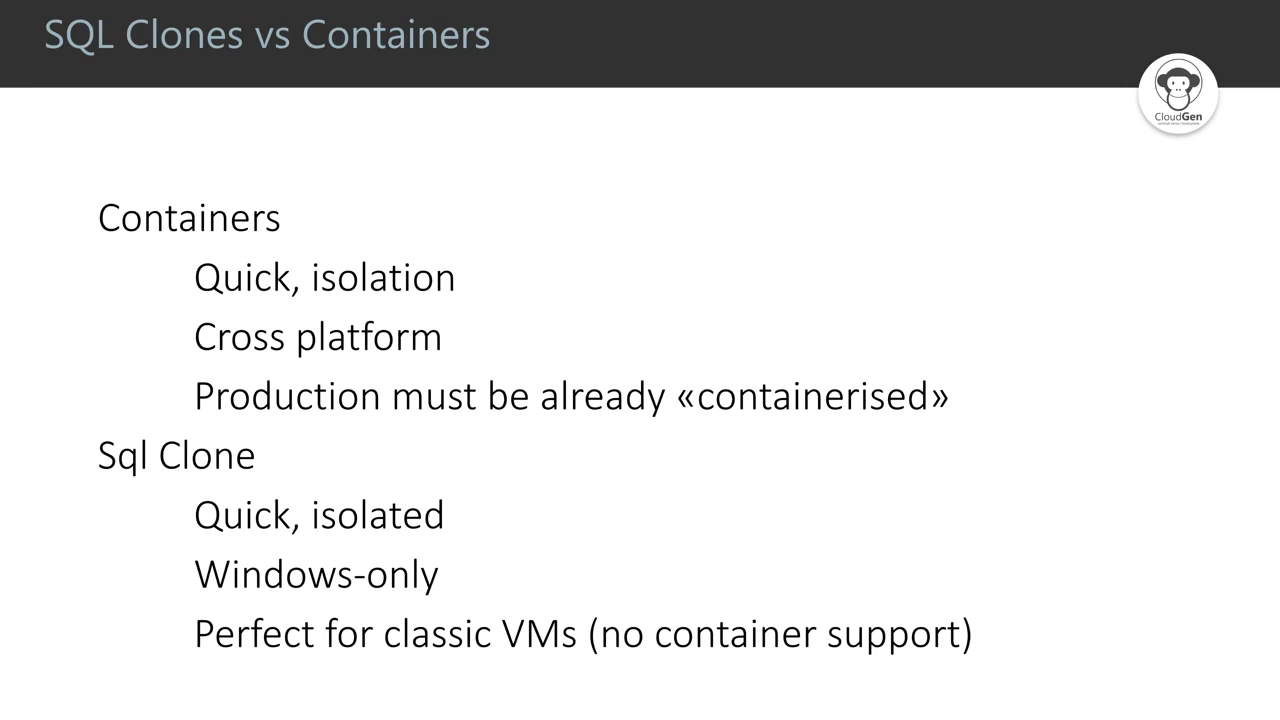 SQL Clones vs Containers
CloudGen
Containers
Quick, isolation
Cross platform
Production must be already «containerised»
Sql Clone
Quick, isolated
Windows-only
Perfect for classic VMs (no container support)